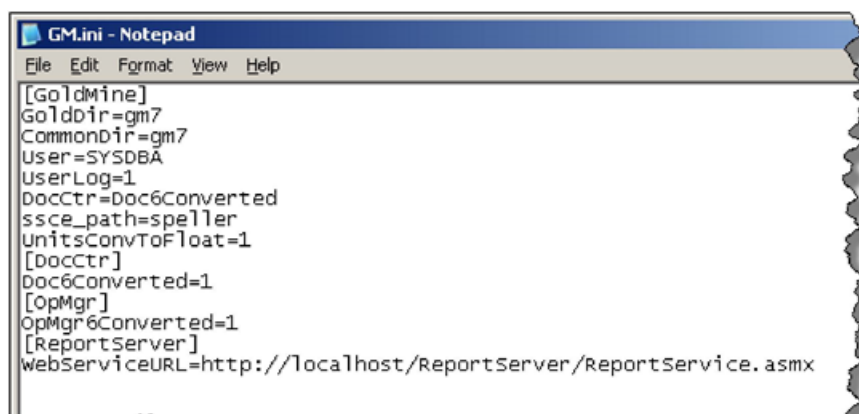 GM.ini - Notepad
File Edit Format View Help
[GoldMine]
GoldDir=gm7
CommonDir=gm7
User=SYSDBA
UserLog=1
DocCtr=Doc6Converted
ssce_path=speller
UnitsConvToFloat=1
[DocCtr]
Doc6Converted=1
[OpMgr]
OpMgr6Converted=1
[ReportServer]
WebServiceURL=http://localhost/ReportServer/ReportService.asmx